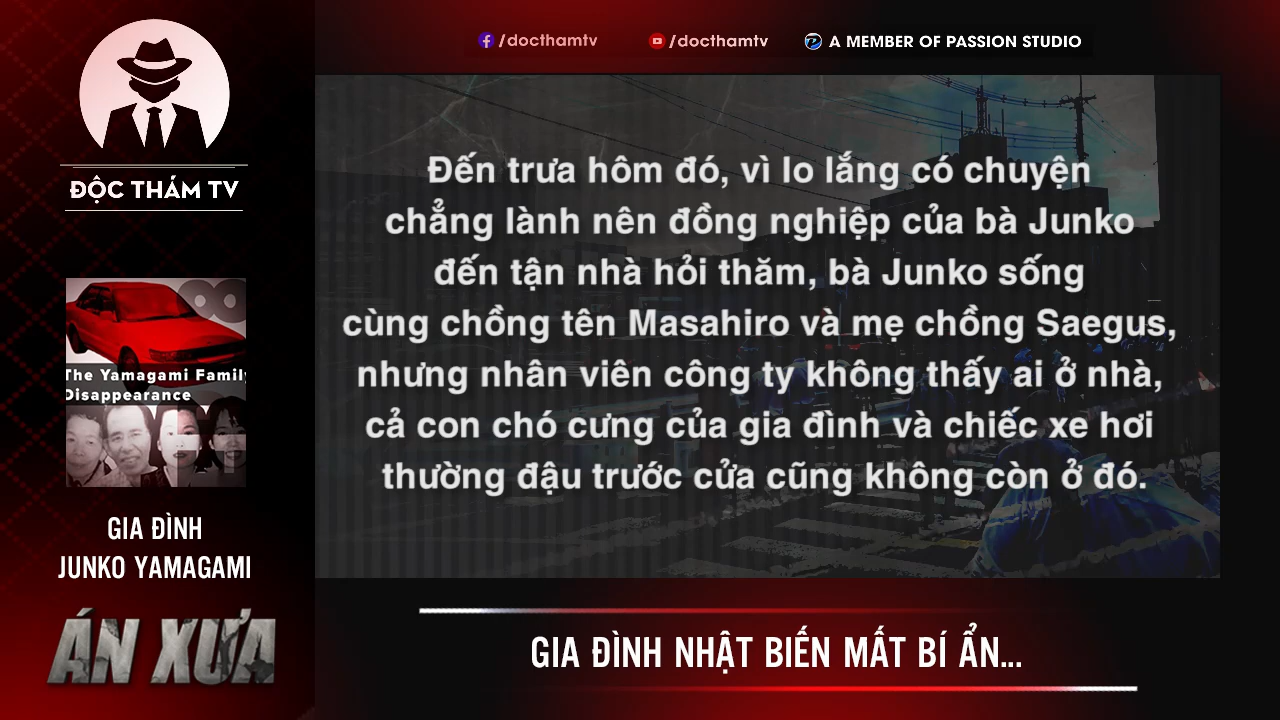 /docthamtv
/docthamtv
A MEMBER OF PASSION STUDIO
ĐỘC THÁM TV
Đến trưa hôm đó, vì lo lắng có chuyện
chẳng lành nên đồng nghiệp của bà Junko
đến tận nhà hỏi thăm, bà Junko sống
cùng chồng tên Masahiro và mẹ chồng Saegus,
nhưng nhân viên công ty không thấy ai ở nhà,
cả con chó cưng của gia đình và chiếc xe hơi
thường đậu trước cửa cũng không còn ở đó.
The Yamagami Family
Disappearance
GIA ĐÌNH
JUNKO YAMAGAMI
ÁN XƯA
GIA ĐÌNH NHẬT BIẾN MẤT BÍ ẨN...